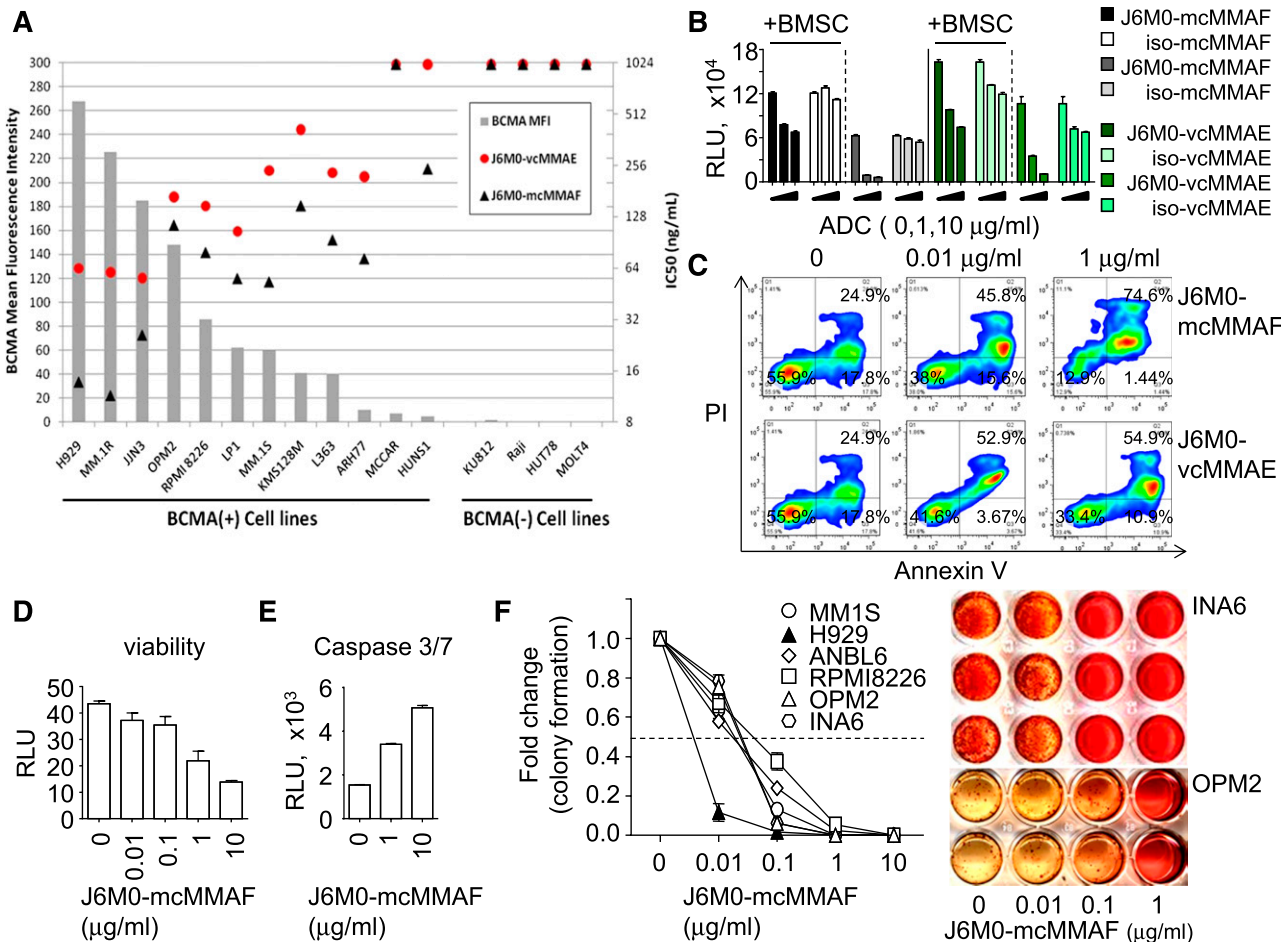 A
BCMA Mean Fluorescence Intensity
300
280
260
240
220
200
180
160
140
120
100
80
60
40
20
0
BCMA MFI
J6M0-vcMMAE
J6M0-mcMMAF
1024
512
256
128
64
32
16
8
IC50 (ng/mL)
H929
MM.1R
JJN3
OPM2
RPMI 8226
LP1
MM.1S
KMS128M
L363
ARH77
MCCAR
HUNS1
KU812
Raji
HUT78
MOLT4
BCMA(+) Cell lines
BCMA(-) Cell lines
B
+BMSC
+BMSC
RLU, x10⁴
18
12
6
0
ADC ( 0,1,10 µg/ml)
J6M0-mcMMAF
iso-mcMMAF
J6M0-mcMMAF
iso-mcMMAF
J6M0-vcMMAE
iso-vcMMAE
J6M0-vcMMAE
iso-vcMMAE
C
0
0.01 µg/ml
1 µg/ml
24.9%
55.9%
17.8%
45.8%
38%
15.6%
74.6%
12.9%
1.44%
J6M0-
mcMMAF
PI
24.9%
55.9%
17.8%
52.9%
41.6%
3.67%
54.9%
33.4%
10.9%
J6M0-
vcMMAE
Annexin V
D
viability
RLU
50
40
30
20
10
0
0
0.01
0.1
1
10
J6M0-mcMMAF
(µg/ml)
E
Caspase 3/7
RLU, x10³
6
4
2
0
0
1
10
J6M0-mcMMAF
(µg/ml)
F
Fold change
(colony formation)
1.0
0.8
0.6
0.4
0.2
0.0
MM1S
H929
ANBL6
RPMI8226
OPM2
INA6
0
0.01
0.1
1
10
J6M0-mcMMAF
(µg/ml)
INA6
OPM2
0
0.01
0.1
1
J6M0-mcMMAF (µg/ml)